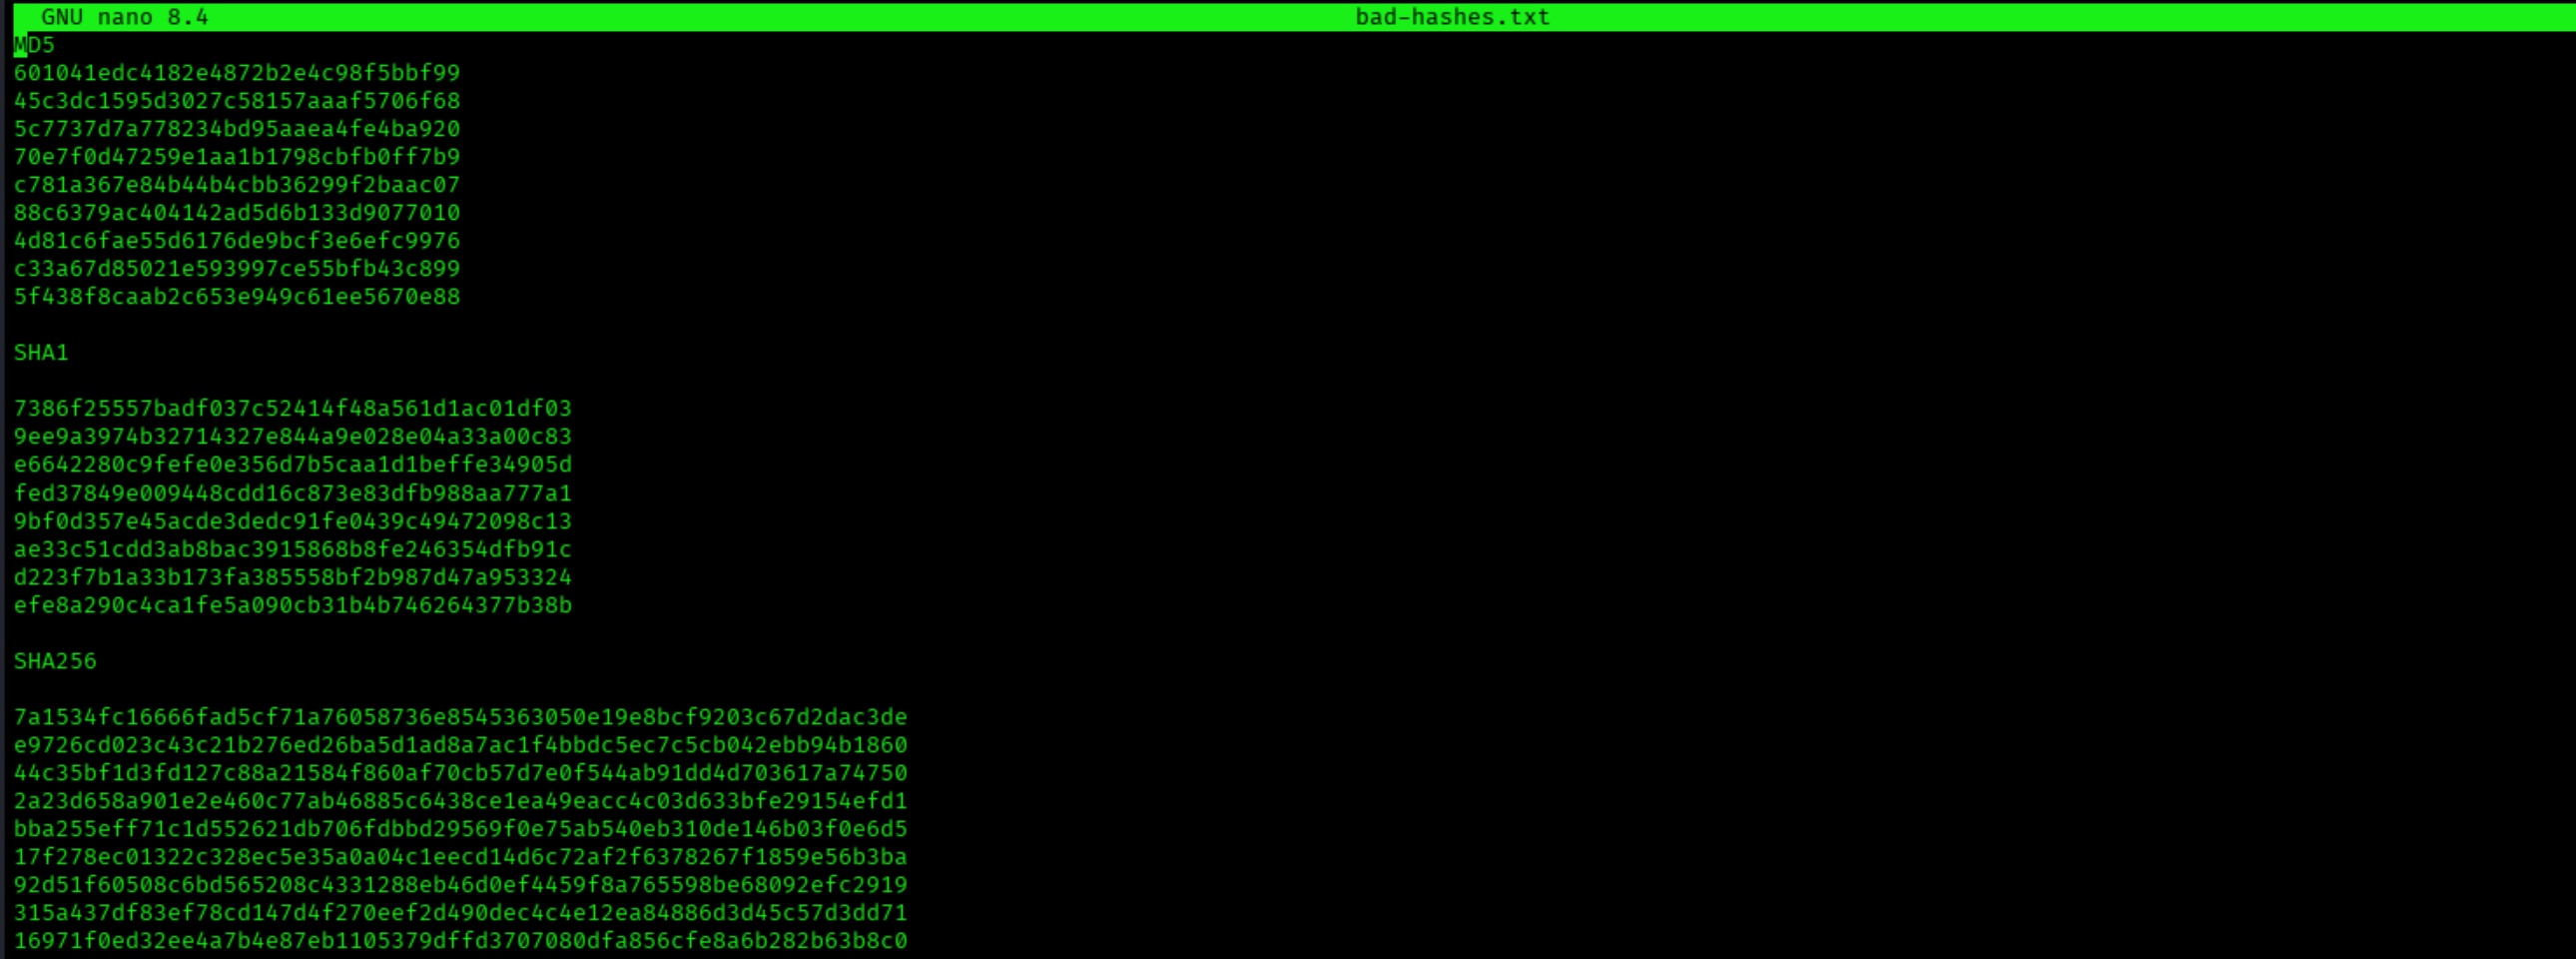 GNU nano 8.4 bad-hashes.txt
MD5
601041edc4182e4872b2e4c98f5bbf99
45c3dc1595d3027c58157aaaf5706f68
5c7737d7a778234bd95aaea4fe4ba920
70e7f0d47259e1aa1b1798cbfb0ff7b9
c781a367e84b44b4cbb36299f2baac07
88c6379ac404142ad5d6b133d9077010
4d81c6fae55d6176de9bcf3e6efc9976
c33a67d85021e593997ce55bfb43c899
5f438f8caab2c653e949c61ee5670e88
SHA1
7386f25557badf037c52414f48a561d1ac01df03
9ee9a3974b32714327e844a9e028e04a33a00c83
e6642280c9fefe0e356d7b5caa1d1beffe34905d
fed37849e009448cdd16c873e83dfb988aa777a1
9bf0d357e45acde3dedc91fe0439c49472098c13
ae33c51cdd3ab8bac3915868b8fe246354dfb91c
d223f7b1a33b173fa385558bf2b987d47a953324
efe8a290c4ca1fe5a090cb31b4b746264377b38b
SHA256
7a1534fc16666fad5cf71a76058736e8545363050e19e8bcf9203c67d2dac3de
e9726cd023c43c21b276ed26ba5d1ad8a7ac1f4bbdc5ec7c5cb042ebb94b1860
44c35bf1d3fd127c88a21584f860af70cb57d7e0f544ab91dd4d703617a74750
2a23d658a901e2e460c77ab46885c6438ce1ea49eacc4c03d633bfe29154efd1
bba255eff71c1d552621db706fdbbd29569f0e75ab540eb310de146b03f0e6d5
17f278ec01322c328ec5e35a0a04c1eecd14d6c72af2f6378267f1859e56b3ba
92d51f60508c6bd565208c4331288eb46d0ef4459f8a765598be68092efc2919
315a437df83ef78cd147d4f270eef2d490dec4c4e12ea84886d3d45c57d3dd71
16971f0ed32ee4a7b4e87eb1105379dffd3707080dfa856cfe8a6b282b63b8c0